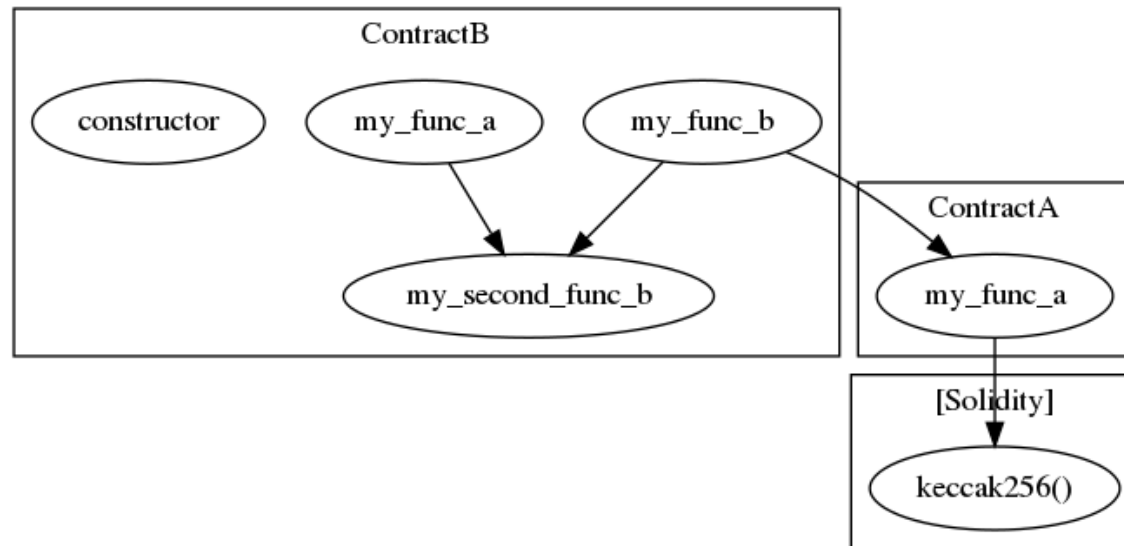 ContractB
constructor
my_func_a
my_func_b
my_second_func_b
ContractA
my_func_a
[Solidity]
keccak256()